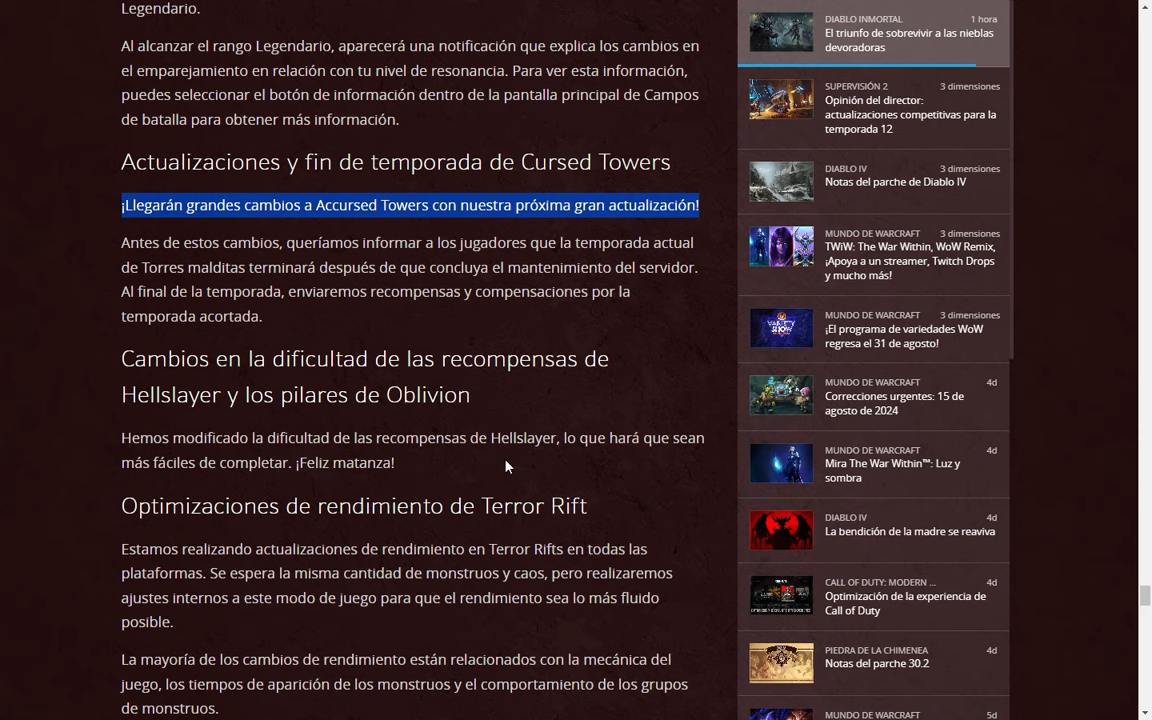 Legendario.
Al alcanzar el rango Legendario, aparecerá una notificación que explica los cambios en
el emparejamiento en relación con tu nivel de resonancia. Para ver esta información,
puedes seleccionar el botón de información dentro de la pantalla principal de Campos
de batalla para obtener más información.
Actualizaciones y fin de temporada de Cursed Towers
¡Llegarán grandes cambios a Accursed Towers con nuestra próxima gran actualización!
Antes de estos cambios, queríamos informar a los jugadores que la temporada actual
de Torres malditas terminará después de que concluya el mantenimiento del servidor.
Al final de la temporada, enviaremos recompensas y compensaciones por la
temporada acortada.
Cambios en la dificultad de las recompensas de
Hellslayer y los pilares de Oblivion
Hemos modificado la dificultad de las recompensas de Hellslayer, lo que hará que sean
más fáciles de completar. ¡Feliz matanza!
Optimizaciones de rendimiento de Terror Rift
Estamos realizando actualizaciones de rendimiento en Terror Rifts en todas las
plataformas. Se espera la misma cantidad de monstruos y caos, pero realizaremos
ajustes internos a este modo de juego para que el rendimiento sea lo más fluido
posible.
La mayoría de los cambios de rendimiento están relacionados con la mecánica del
juego, los tiempos de aparición de los monstruos y el comportamiento de los grupos
de monstruos.
DIABLO INMORTAL 1 hora
El triunfo de sobrevivir a las nieblas
devoradoras
SUPERVISIÓN 2 3 dimensiones
Opinión del director:
actualizaciones competitivas para la
temporada 12
DIABLO IV 3 dimensiones
Notas del parche de Diablo IV
MUNDO DE WARCRAFT 3 dimensiones
TWiW: The War Within, WoW Remix,
¡Apoya a un streamer, Twitch Drops
y mucho más!
MUNDO DE WARCRAFT 3 dimensiones
¡El programa de variedades WoW
regresa el 31 de agosto!
MUNDO DE WARCRAFT 4d
Correcciones urgentes: 15 de
agosto de 2024
MUNDO DE WARCRAFT 4d
Mira The War Within™: Luz y
sombra
DIABLO IV 4d
La bendición de la madre se reaviva
CALL OF DUTY: MODERN ... 4d
Optimización de la experiencia de
Call of Duty
PIEDRA DE LA CHIMENEA 4d
Notas del parche 30.2
MUNDO DE WARCRAFT 5d